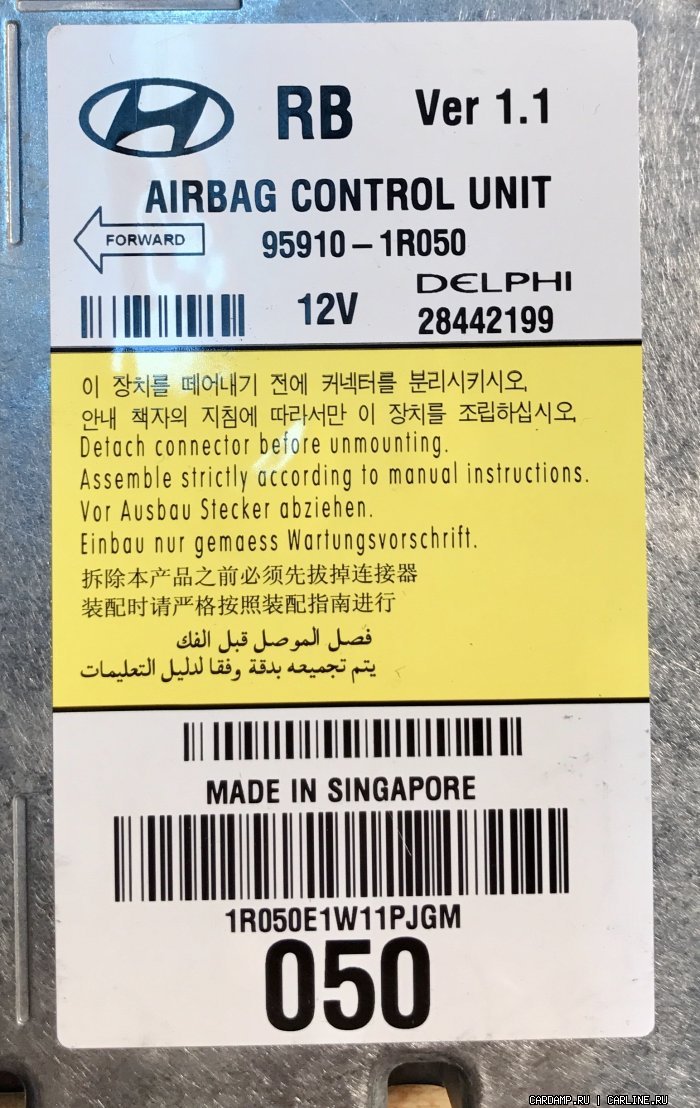 RB Ver 1.1
AIRBAG CONTROL UNIT
FORWARD
95910-1R050
DELPHI
12V
28442199
이 장치를 떼어내기 전에 커넥터를 분리시키시오,
안내 책자의 지침에 따라서만 이 장치를 조립하십시오,
Detach connector before unmounting.
Assemble strictly according to manual instructions.
Vor Ausbau Stecker abziehen.
Einbau nur gemaess Wartungsvorschrift.
拆除本产品之前必须先拔掉连接器
装配时请严格按照装配指南进行
فصل الموصل قبل الفك
يتم تجميعه بدقة وفقا لدليل التعليمات
MADE IN SINGAPORE
1R050E1W11PJGM
050
CARDAMP.RU | CARLINE.RU